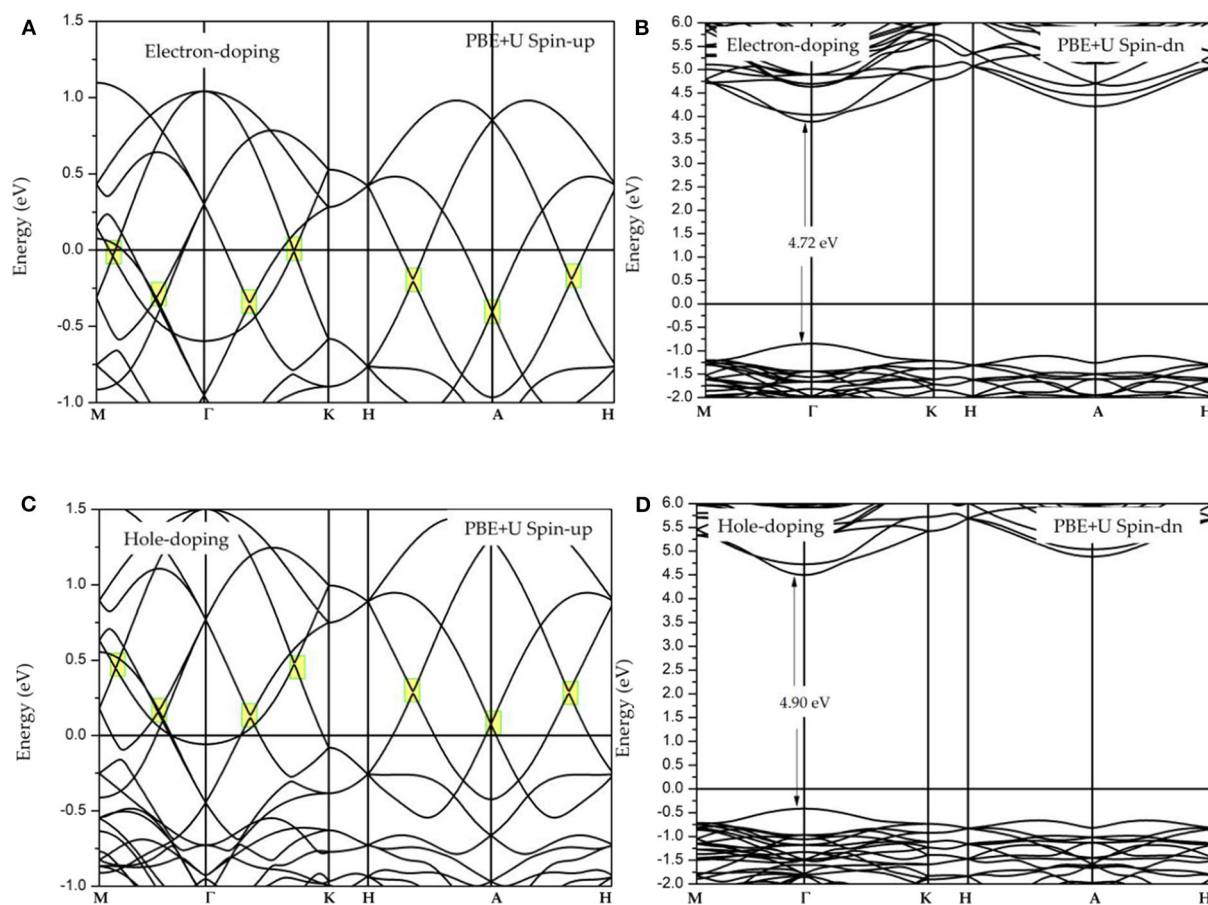 A
Electron-doping
PBE+U Spin-up
Energy (eV)
1.5
1.0
0.5
0.0
-0.5
-1.0
M Γ K H A H
B
Electron-doping
PBE+U Spin-dn
Energy (eV)
6.0
5.5
5.0
4.5
4.0
3.5
3.0
2.5
2.0
1.5
1.0
0.5
0.0
-0.5
-1.0
-1.5
-2.0
4.72 eV
M Γ K H A H
C
Hole-doping
PBE+U Spin-up
Energy (eV)
1.5
1.0
0.5
0.0
-0.5
-1.0
M Γ K H A H
D
Hole-doping
PBE+U Spin-dn
Energy (eV)
6.0
5.5
5.0
4.5
4.0
3.5
3.0
2.5
2.0
1.5
1.0
0.5
0.0
-0.5
-1.0
-1.5
-2.0
4.90 eV
M Γ K H A H